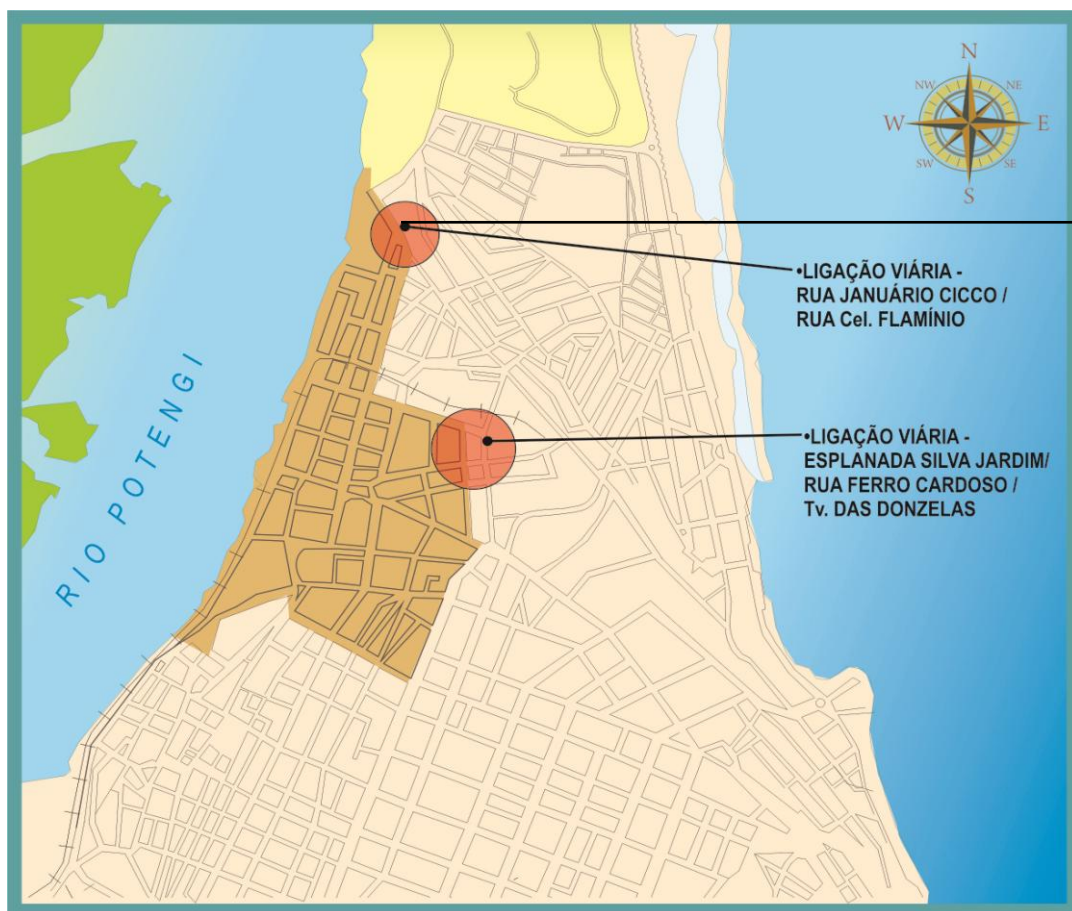 N
NW
NE
W
E
SW
SE
S
•LIGAÇÃO VIÁRIA -
RUA JANUÁRIO CICCO /
RUA Cel. FLAMÍNIO
•LIGAÇÃO VIÁRIA -
ESPLANADA SILVA JARDIM/
RUA FERRO CARDOSO /
Tv. DAS DONZELAS
RIO POTENGI